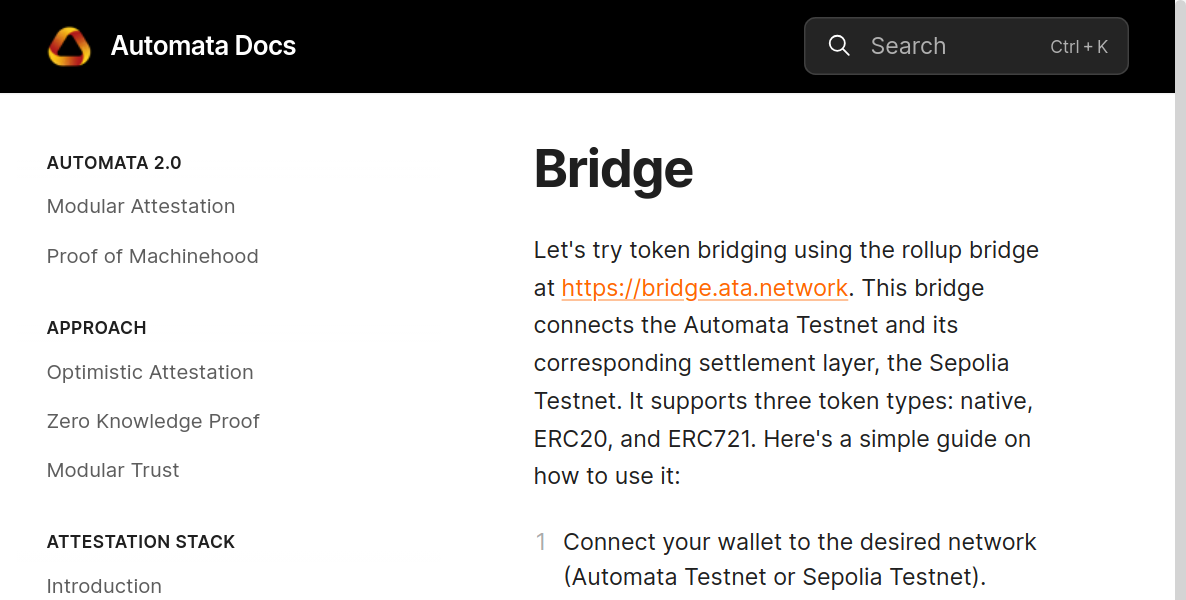 Automata Docs
Search
Ctrl + K
AUTOMATA 2.0
Modular Attestation
Proof of Machinehood
APPROACH
Optimistic Attestation
Zero Knowledge Proof
Modular Trust
ATTESTATION STACK
Introduction
Bridge
Let's try token bridging using the rollup bridge
at https://bridge.ata.network. This bridge
connects the Automata Testnet and its
corresponding settlement layer, the Sepolia
Testnet. It supports three token types: native,
ERC20, and ERC721. Here's a simple guide on
how to use it:
1 Connect your wallet to the desired network
(Automata Testnet or Sepolia Testnet).